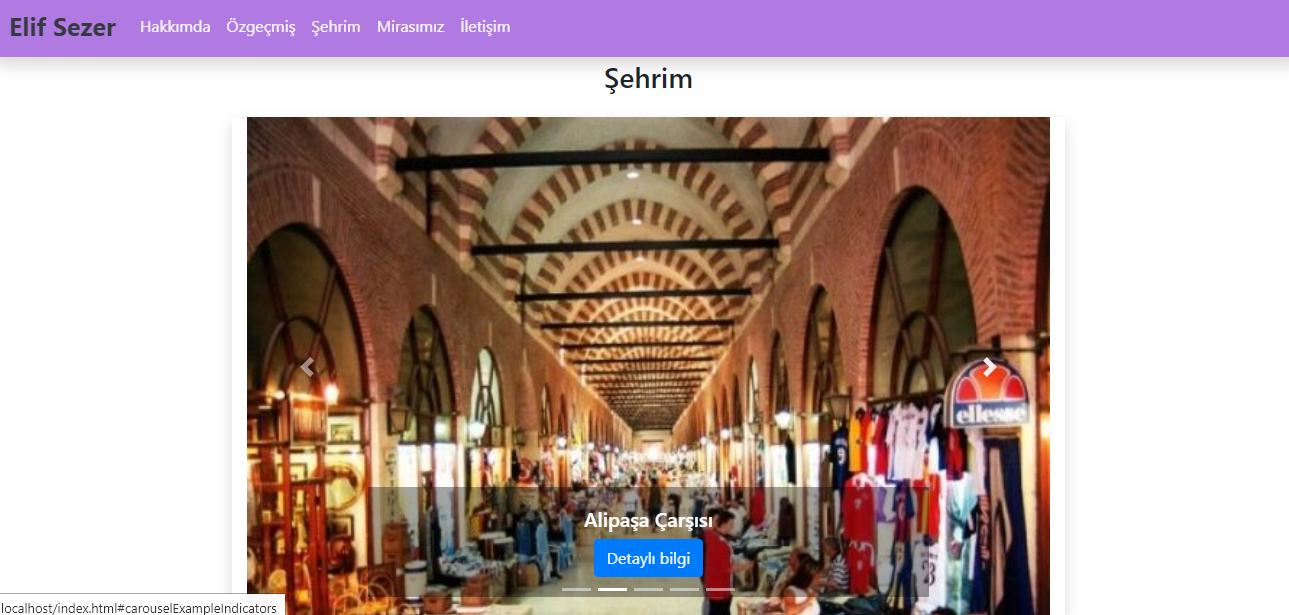 Elif Sezer Hakkımda Özgeçmiş Şehrim Mirasımız İletişim
Şehrim
ellesse
Alipaşa Çarşısı
Detaylı bilgi
localhost/index.html#carouselExampleIndicators